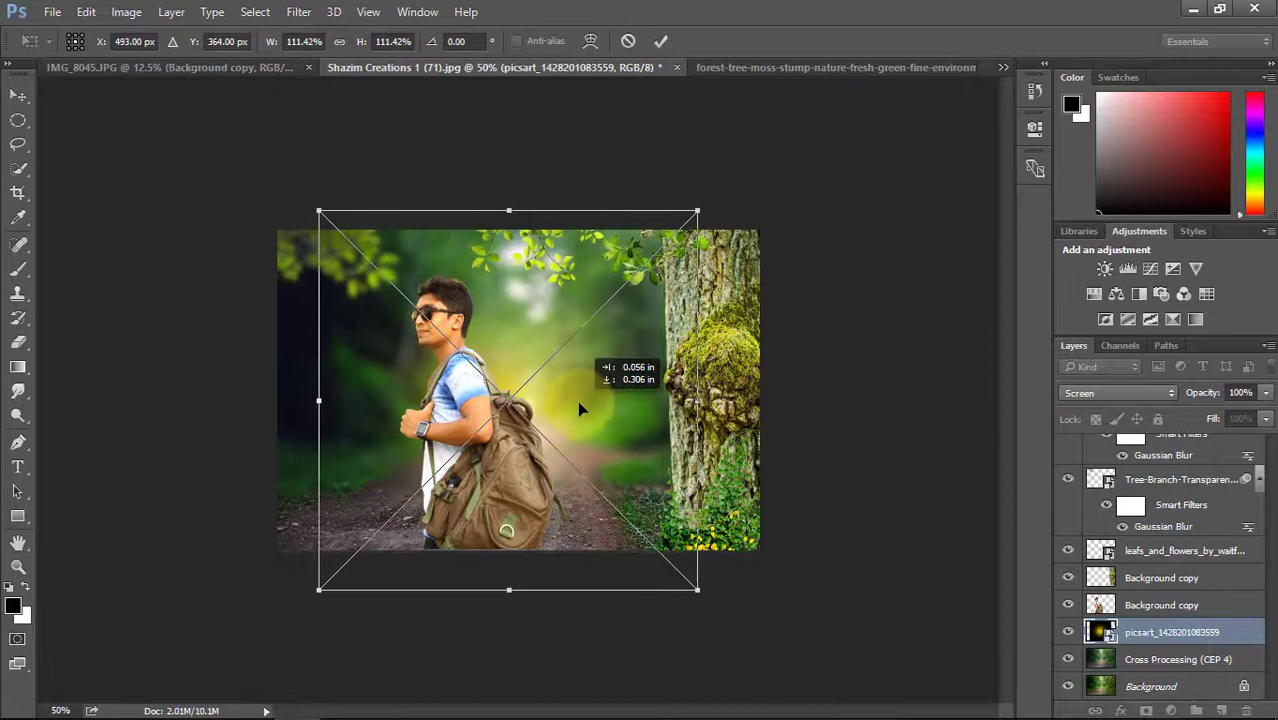 Ps File Edit Image Layer Type Select Filter 3D View Window Help
X: 493.00 px Y: 364.00 px W: 111.42% H: 111.42% 0.00 ° Anti-alias Essentials
IMG_8045.JPG @ 12.5% (Background copy, RGB/... × Shazim Creations 1 (71).jpg @ 50% (picsart_1428201083559, RGB/8) * × forest-tree-moss-stump-nature-fresh-green-fine-environm
Color Swatches
Libraries Adjustments Styles
Add an adjustment
Layers Channels Paths
Kind
Screen Opacity: 100%
Lock: Fill: 100%
Smart Filters
Gaussian Blur
Tree-Branch-Transparen...
Smart Filters
Gaussian Blur
leafs_and_flowers_by_waitf...
Background copy
Background copy
picsart_1428201083559
Cross Processing (CEP 4)
Background
0.056 in
0.306 in
50% Doc: 2.01M/10.1M